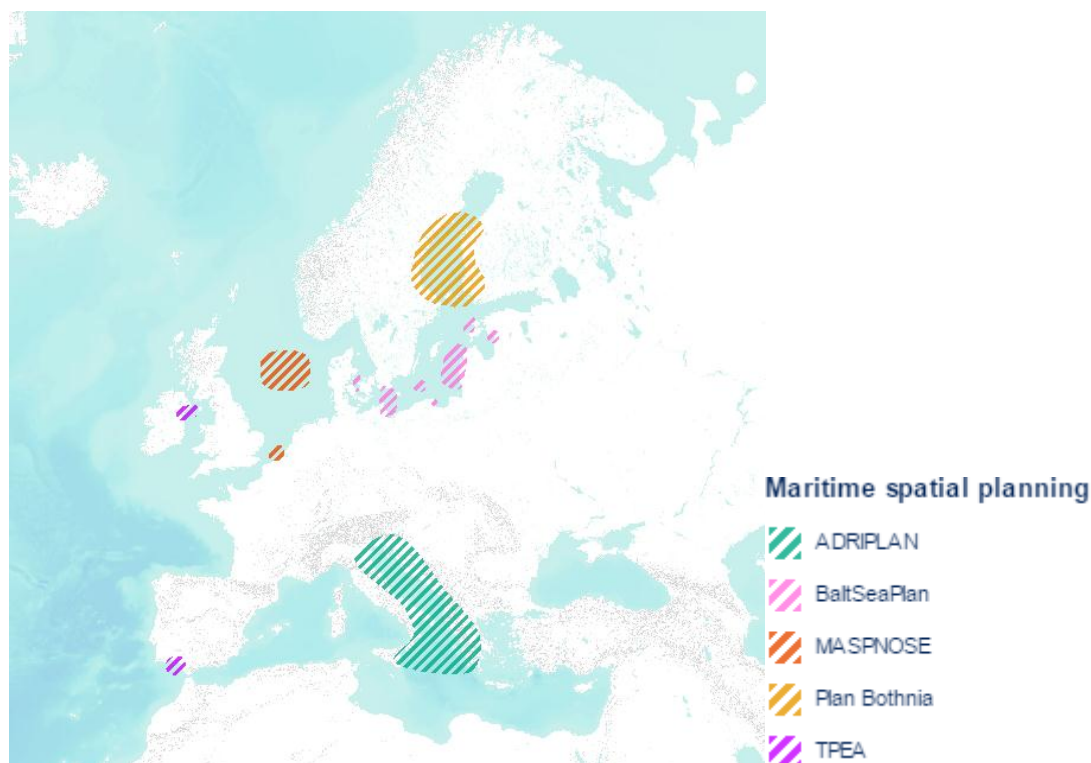 Maritime spatial planning
ADRIPLAN
BaltSeaPlan
MASPNOSE
Plan Bothnia
TPEA